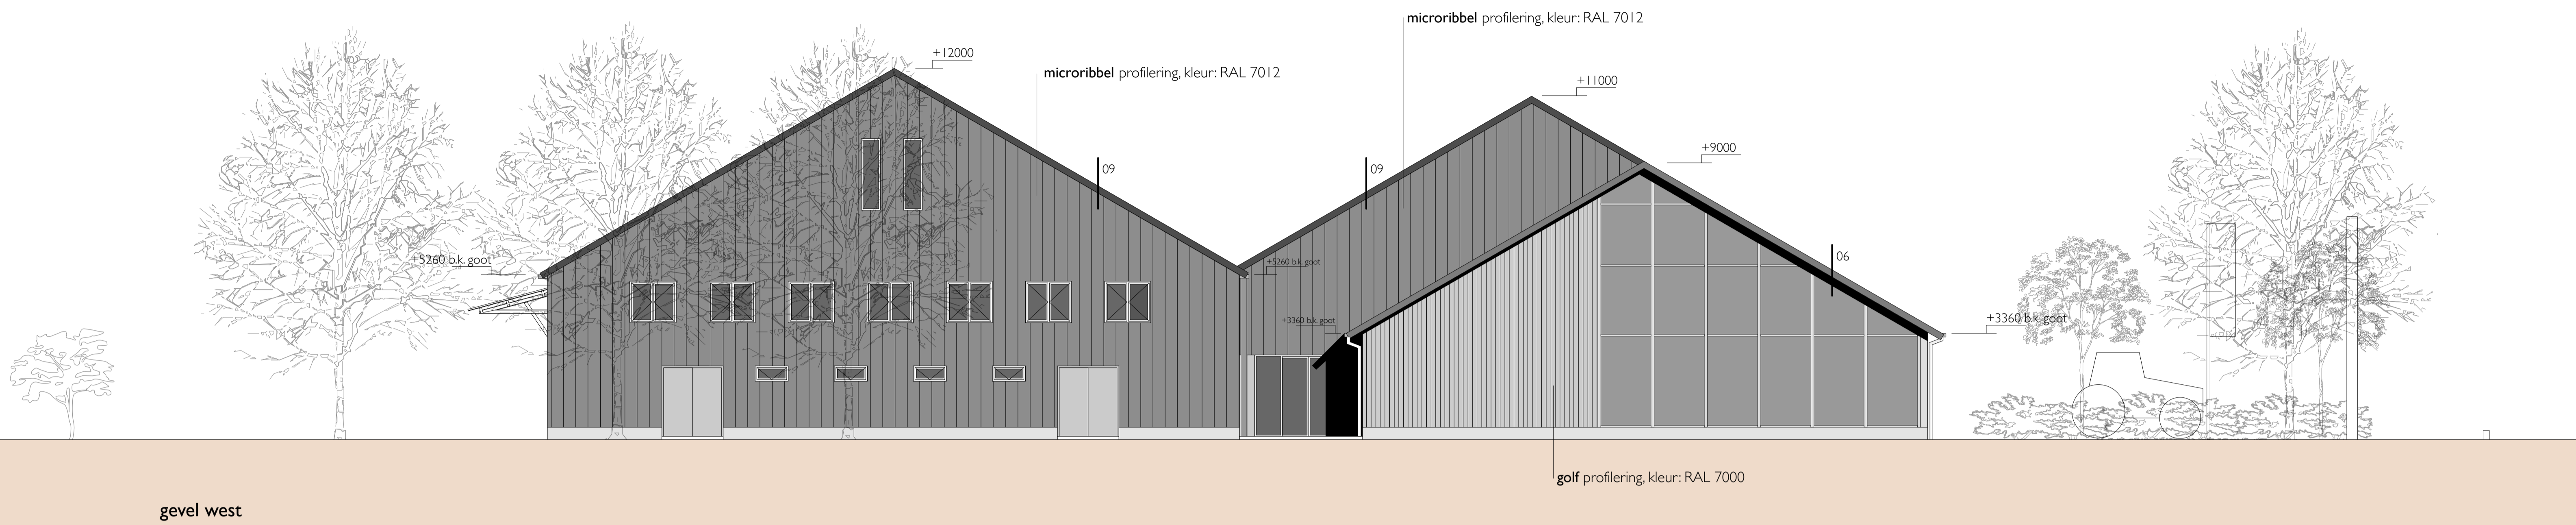 microribbel profilering, kleur: RAL 7012
+12000
microribbel profilering, kleur: RAL 7012
+11000
+9000
09
09
06
+5260 b.k. goot
+5260 b.k. goot
+3360 b.k. goot
+3360 b.k. goot
golf profilering, kleur: RAL 7000
gevel west